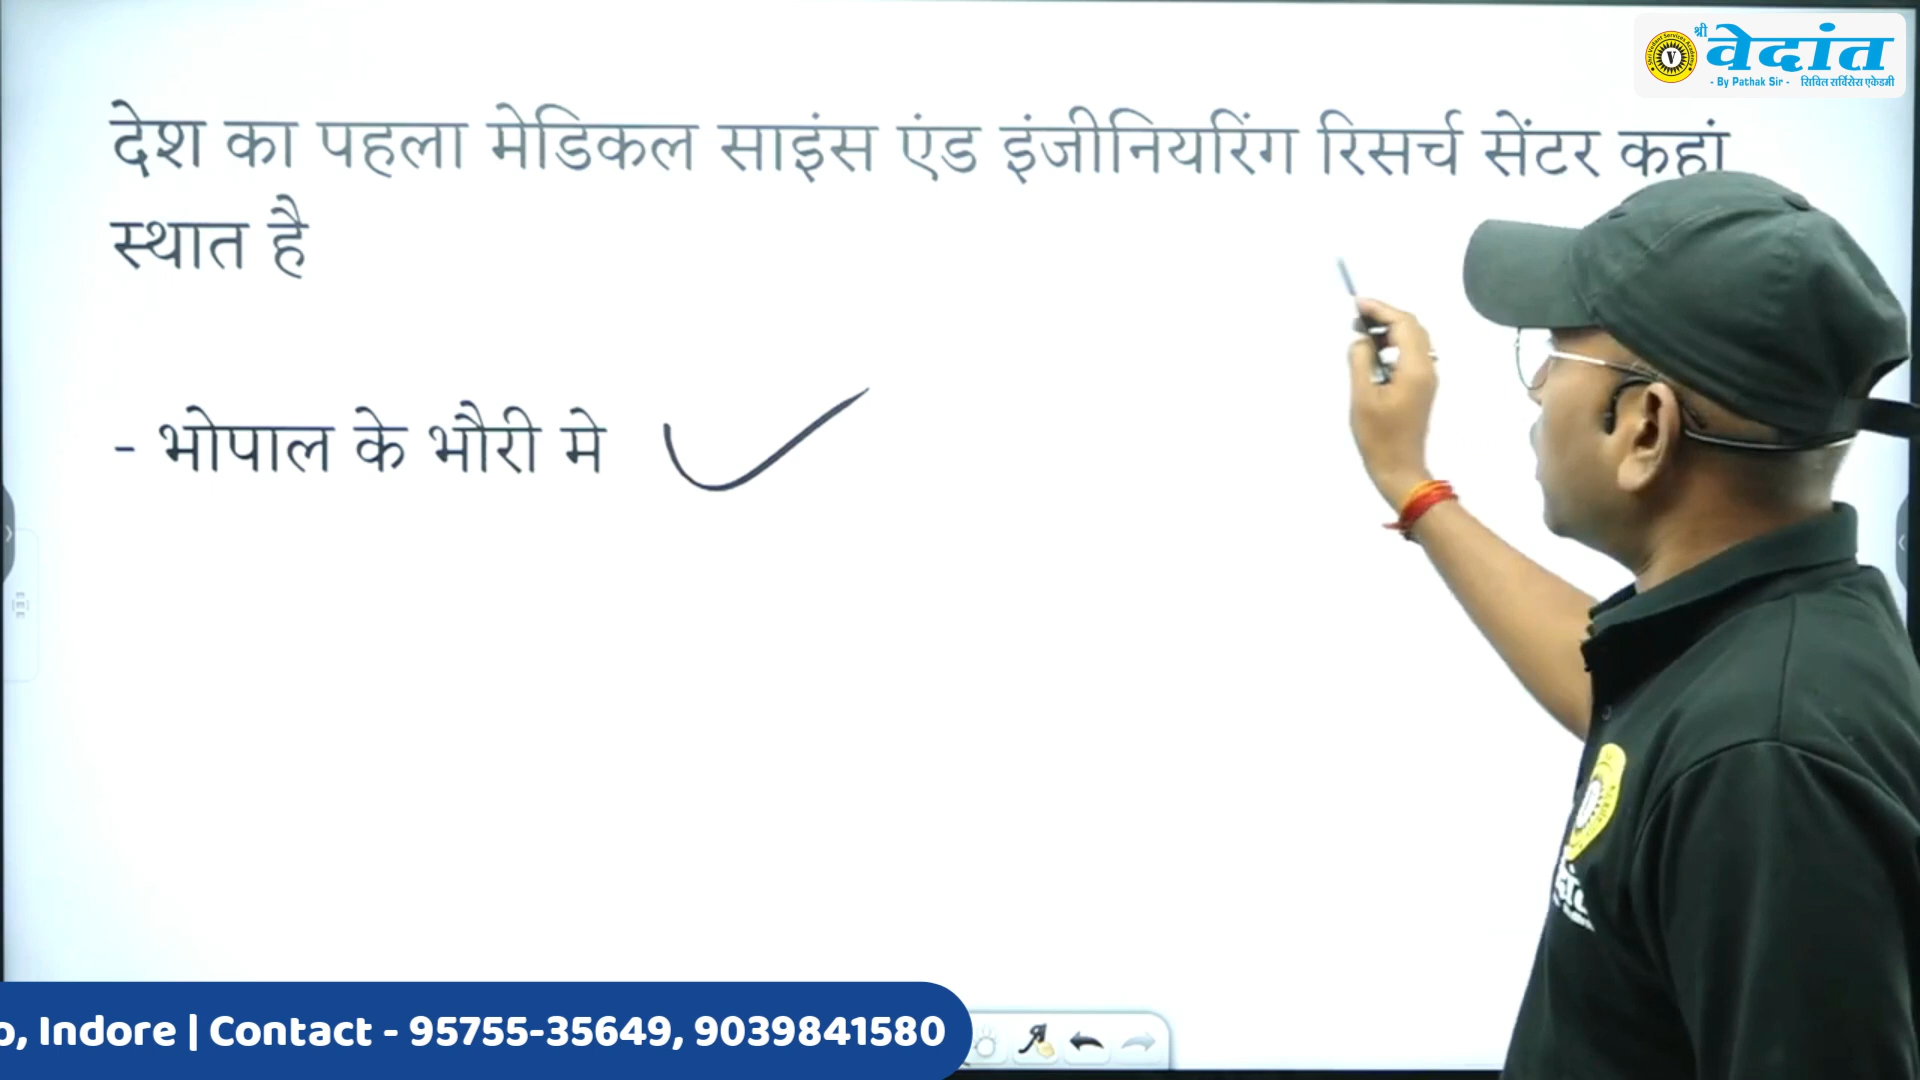 श्री वेदांत
- By Pathak Sir - सिविल सर्विसेस एकेडमी
देश का पहला मेडिकल साइंस एंड इंजीनियरिंग रिसर्च सेंटर कहां
स्थात है
- भोपाल के भौरी मे
Indore | Contact - 95755-35649, 9039841580